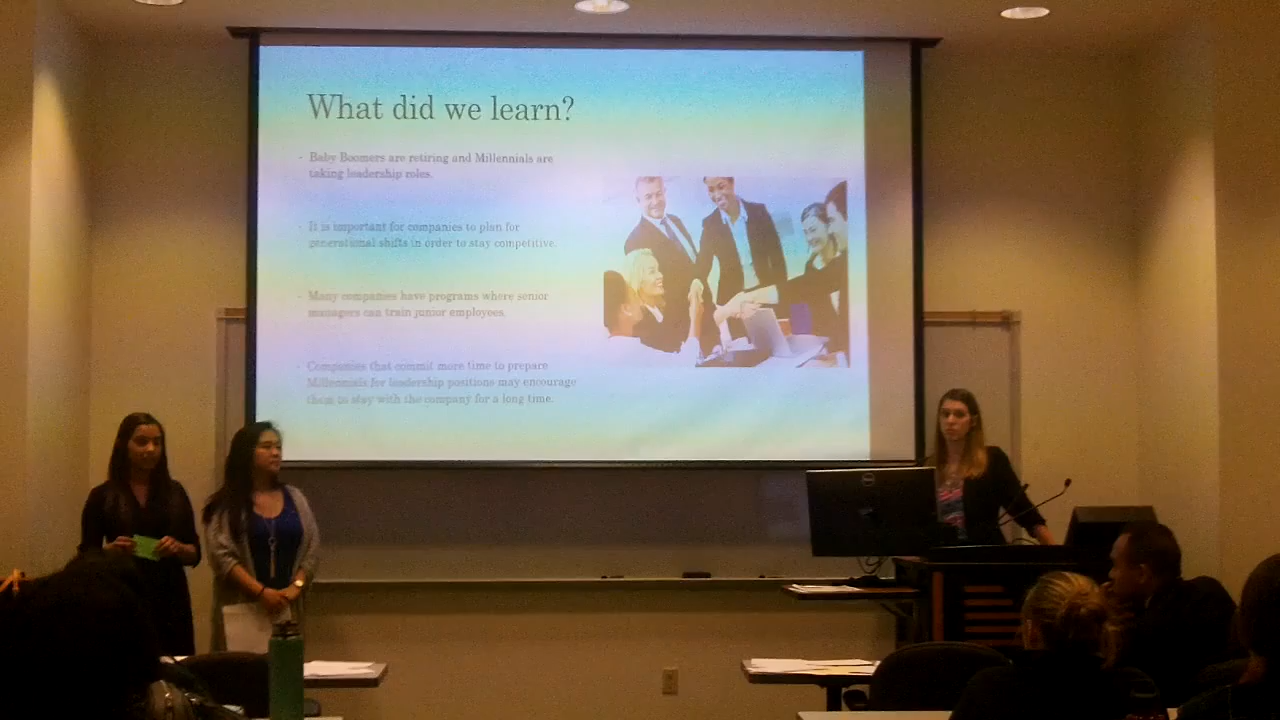 What did we learn?
- Baby Boomers are retiring and Millennials are
taking leadership roles.
- It is important for companies to plan for
generational shifts in order to stay competitive.
- Many companies have programs where senior
managers can train junior employees.
- Companies that commit more time to prepare
Millennials for leadership positions may encourage
them to stay with the company for a long time.
DELL